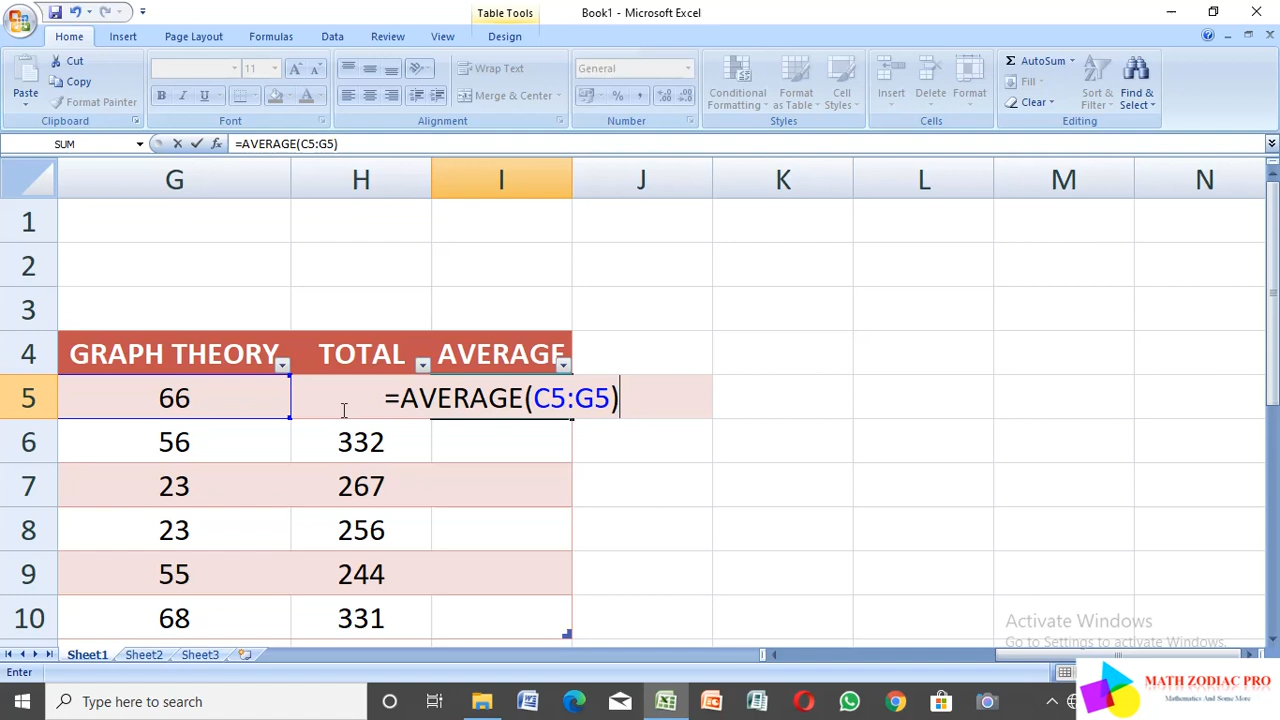 Table Tools
Book1 - Microsoft Excel
Home
Insert
Page Layout
Formulas
Data
Review
View
Design
Paste
Cut
Copy
Format Painter
Clipboard
11
A A
B I U
A
Font
Wrap Text
Merge & Center
Alignment
General
% ,
Number
Conditional Formatting
Format as Table
Cell Styles
Styles
Insert
Delete
Format
Cells
Σ AutoSum
Fill
Clear
Sort & Filter
Find & Select
Editing
SUM
fx
=AVERAGE(C5:G5)
G H I J K L M N
1
2
3
4 GRAPH THEORY TOTAL AVERAGE
5 66 =AVERAGE(C5:G5)
6 56 332
7 23 267
8 23 256
9 55 244
10 68 331
Activate Windows
Go to Settings to activate Windows.
Sheet1 Sheet2 Sheet3
Enter
Type here to search
MATH ZODIAC PRO
Mathematics And Some More